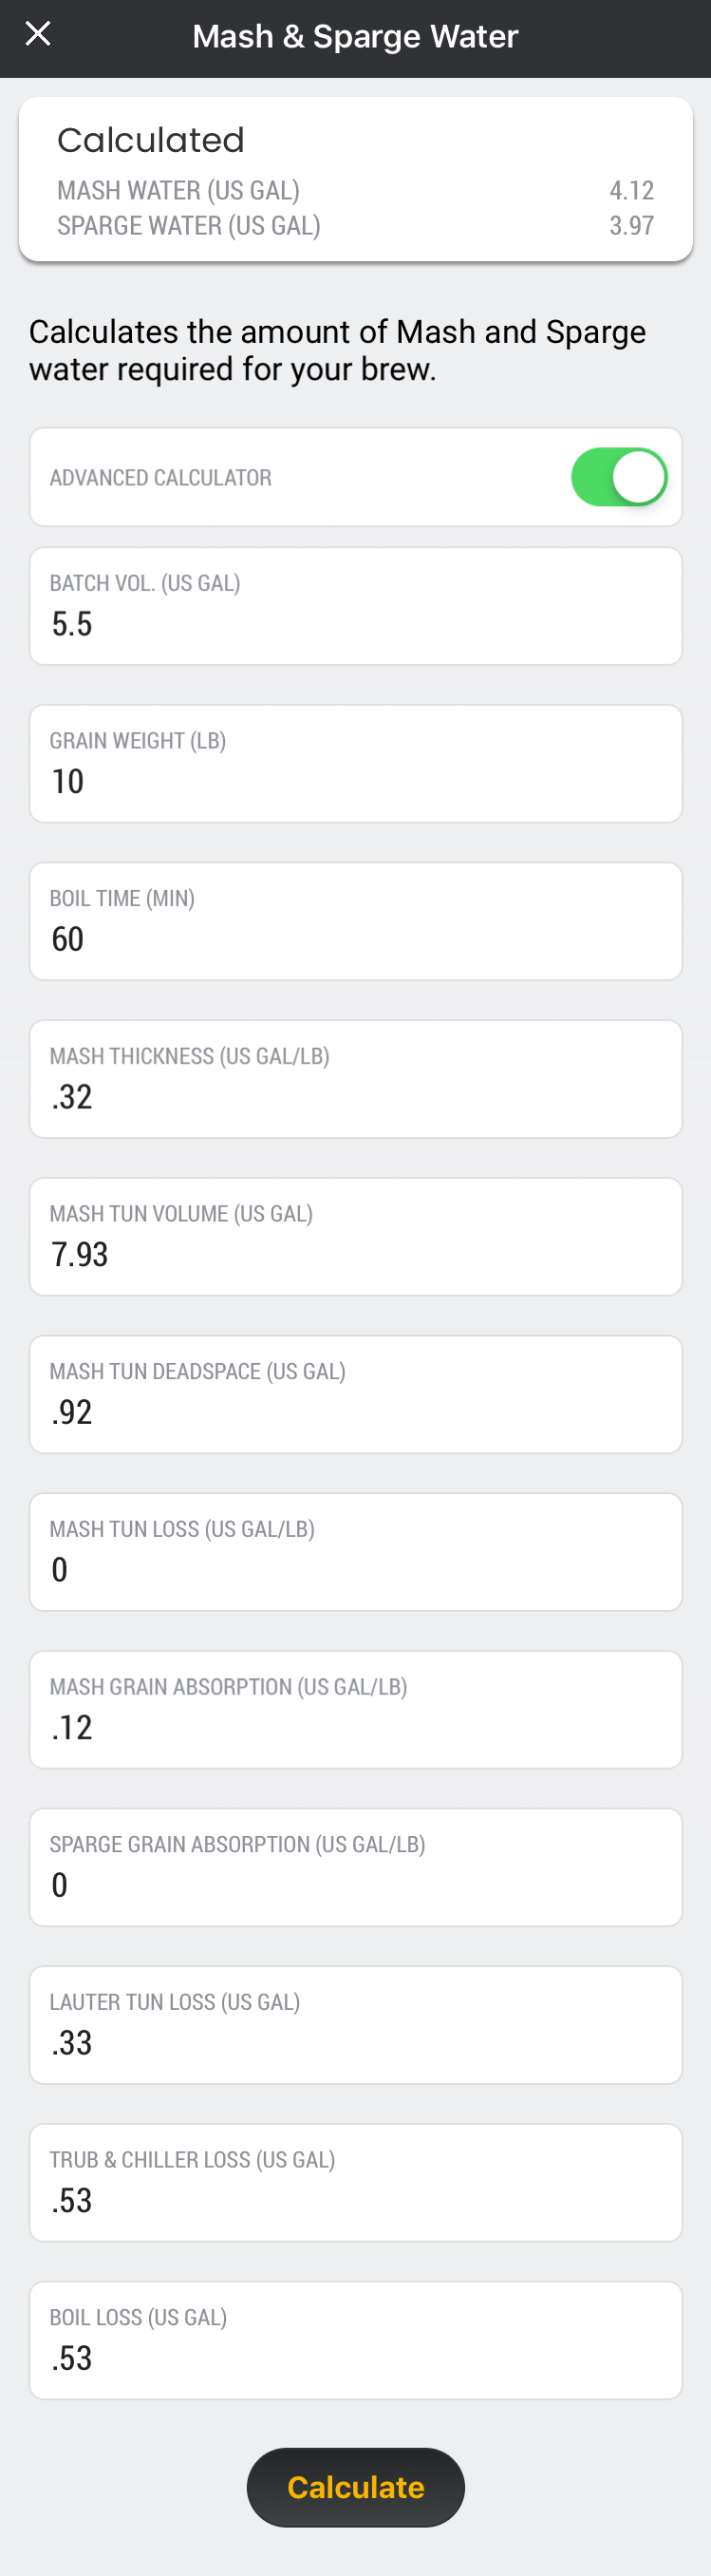 Mash & Sparge Water
Calculated
MASH WATER (US GAL) 4.12
SPARGE WATER (US GAL) 3.97
Calculates the amount of Mash and Sparge
water required for your brew.
ADVANCED CALCULATOR
BATCH VOL. (US GAL)
5.5
GRAIN WEIGHT (LB)
10
BOIL TIME (MIN)
60
MASH THICKNESS (US GAL/LB)
.32
MASH TUN VOLUME (US GAL)
7.93
MASH TUN DEADSPACE (US GAL)
.92
MASH TUN LOSS (US GAL/LB)
0
MASH GRAIN ABSORPTION (US GAL/LB)
.12
SPARGE GRAIN ABSORPTION (US GAL/LB)
0
LAUTER TUN LOSS (US GAL)
.33
TRUB & CHILLER LOSS (US GAL)
.53
BOIL LOSS (US GAL)
.53
Calculate